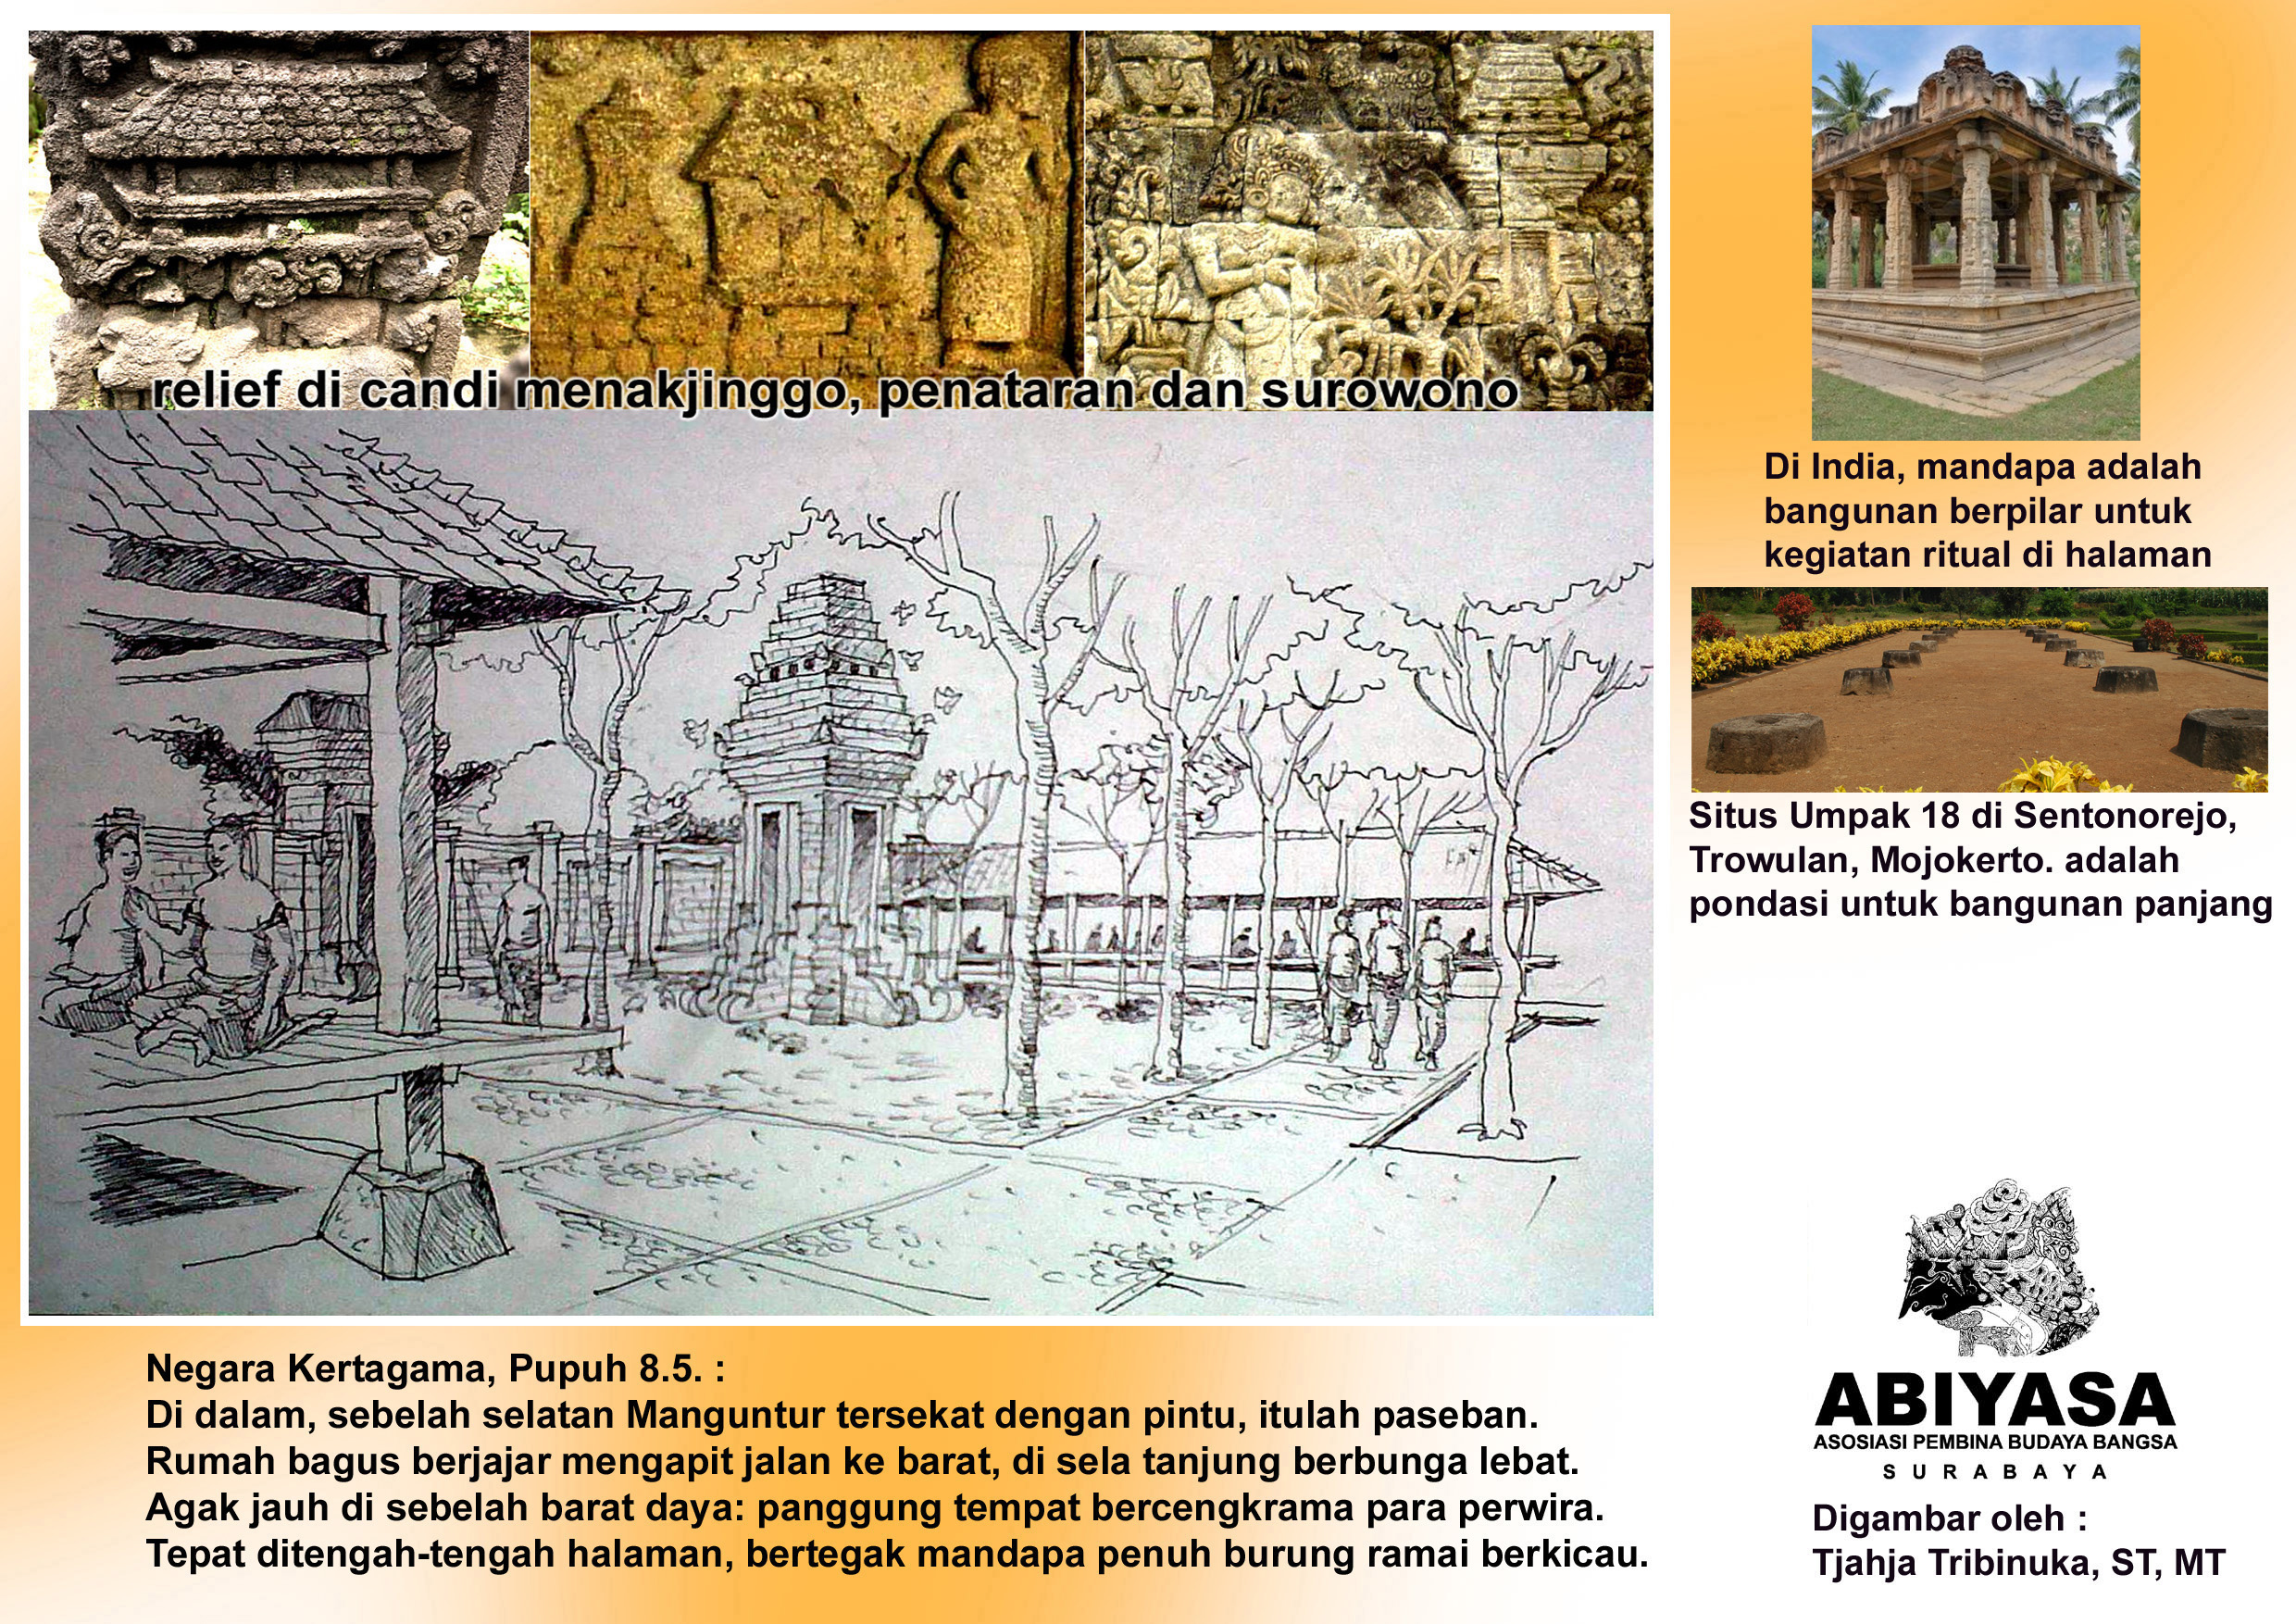 relief di candi menakjinggo, penataran dan surowono
Di India, mandapa adalah
bangunan berpilar untuk
kegiatan ritual di halaman
Situs Umpak 18 di Sentonorejo,
Trowulan, Mojokerto. adalah
pondasi untuk bangunan panjang
Negara Kertagama, Pupuh 8.5. :
Di dalam, sebelah selatan Manguntur tersekat dengan pintu, itulah paseban.
Rumah bagus berjajar mengapit jalan ke barat, di sela tanjung berbunga lebat.
Agak jauh di sebelah barat daya: panggung tempat bercengkrama para perwira.
Tepat ditengah-tengah halaman, bertegak mandapa penuh burung ramai berkicau.
ABIYASA
ASOSIASI PEMBINA BUDAYA BANGSA
SURABAYA
Digambar oleh :
Tjahja Tribinuka, ST, MT